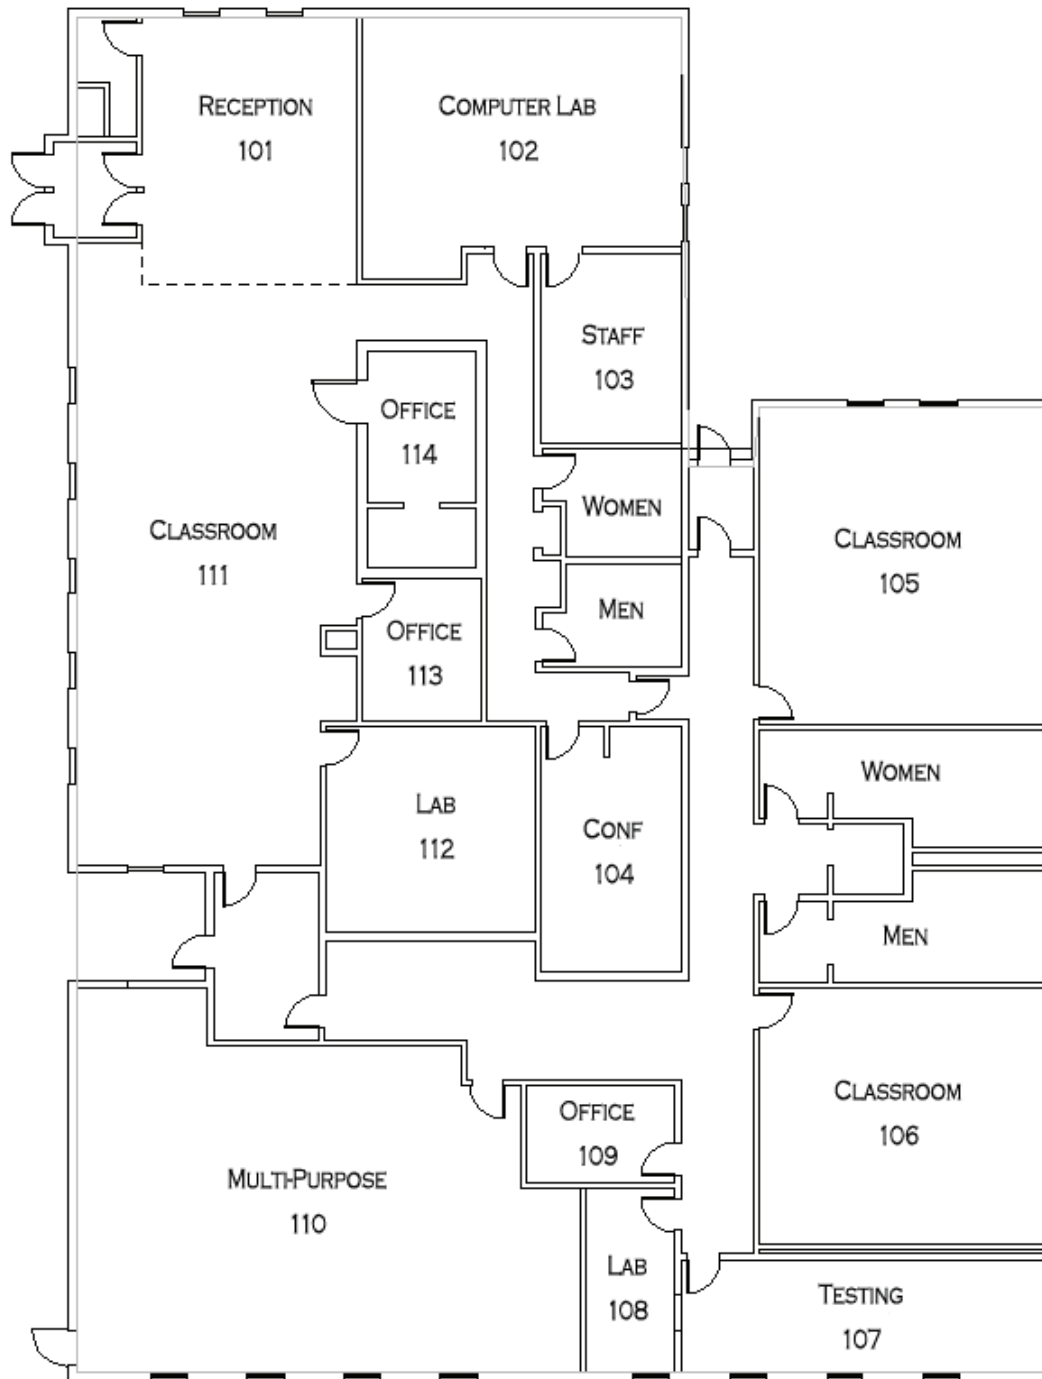 RECEPTION
101
COMPUTER LAB
102
STAFF
103
OFFICE
114
WOMEN
CLASSROOM
111
CLASSROOM
105
MEN
OFFICE
113
WOMEN
LAB
112
CONF
104
MEN
CLASSROOM
106
OFFICE
109
MULTI-PURPOSE
110
LAB
108
TESTING
107